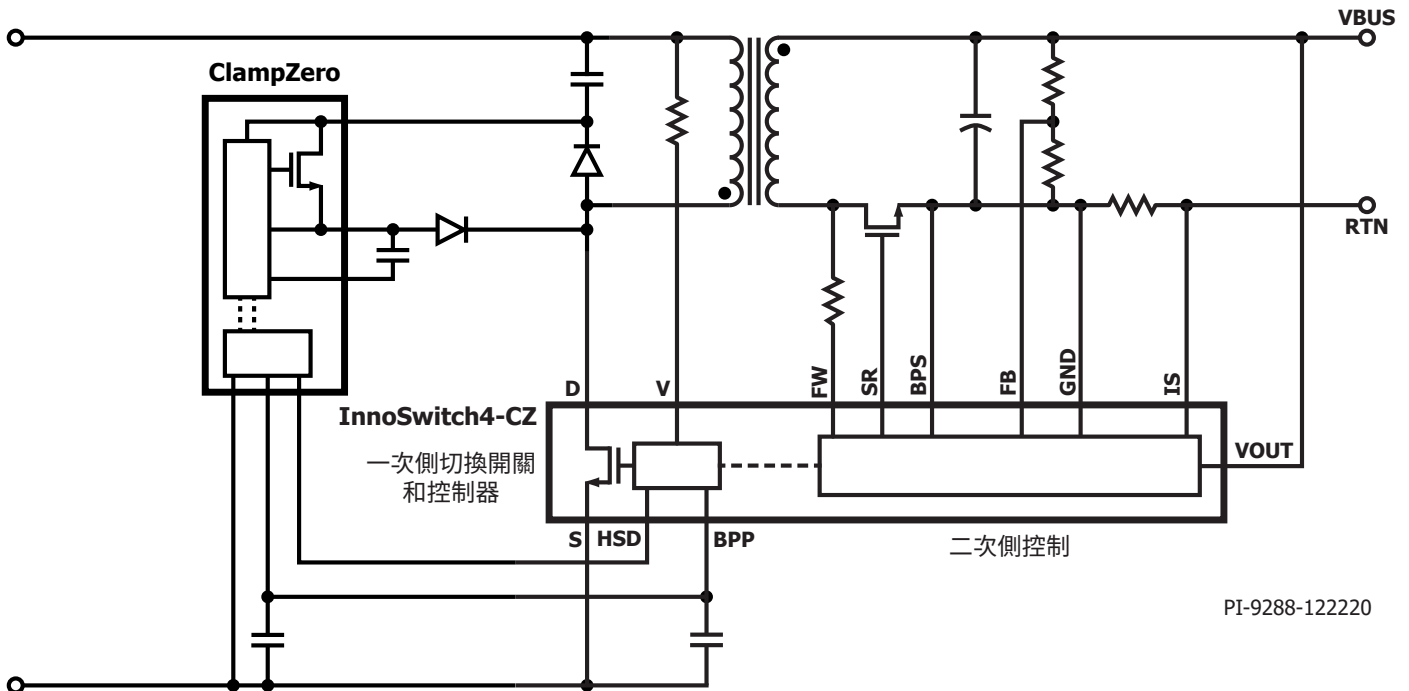 VBUS
ClampZero
RTN
D
V
FW
SR
BPS
FB
GND
IS
InnoSwitch4-CZ
VOUT
一次側切換開關
和控制器
S
HSD
BPP
二次側控制
PI-9288-122220